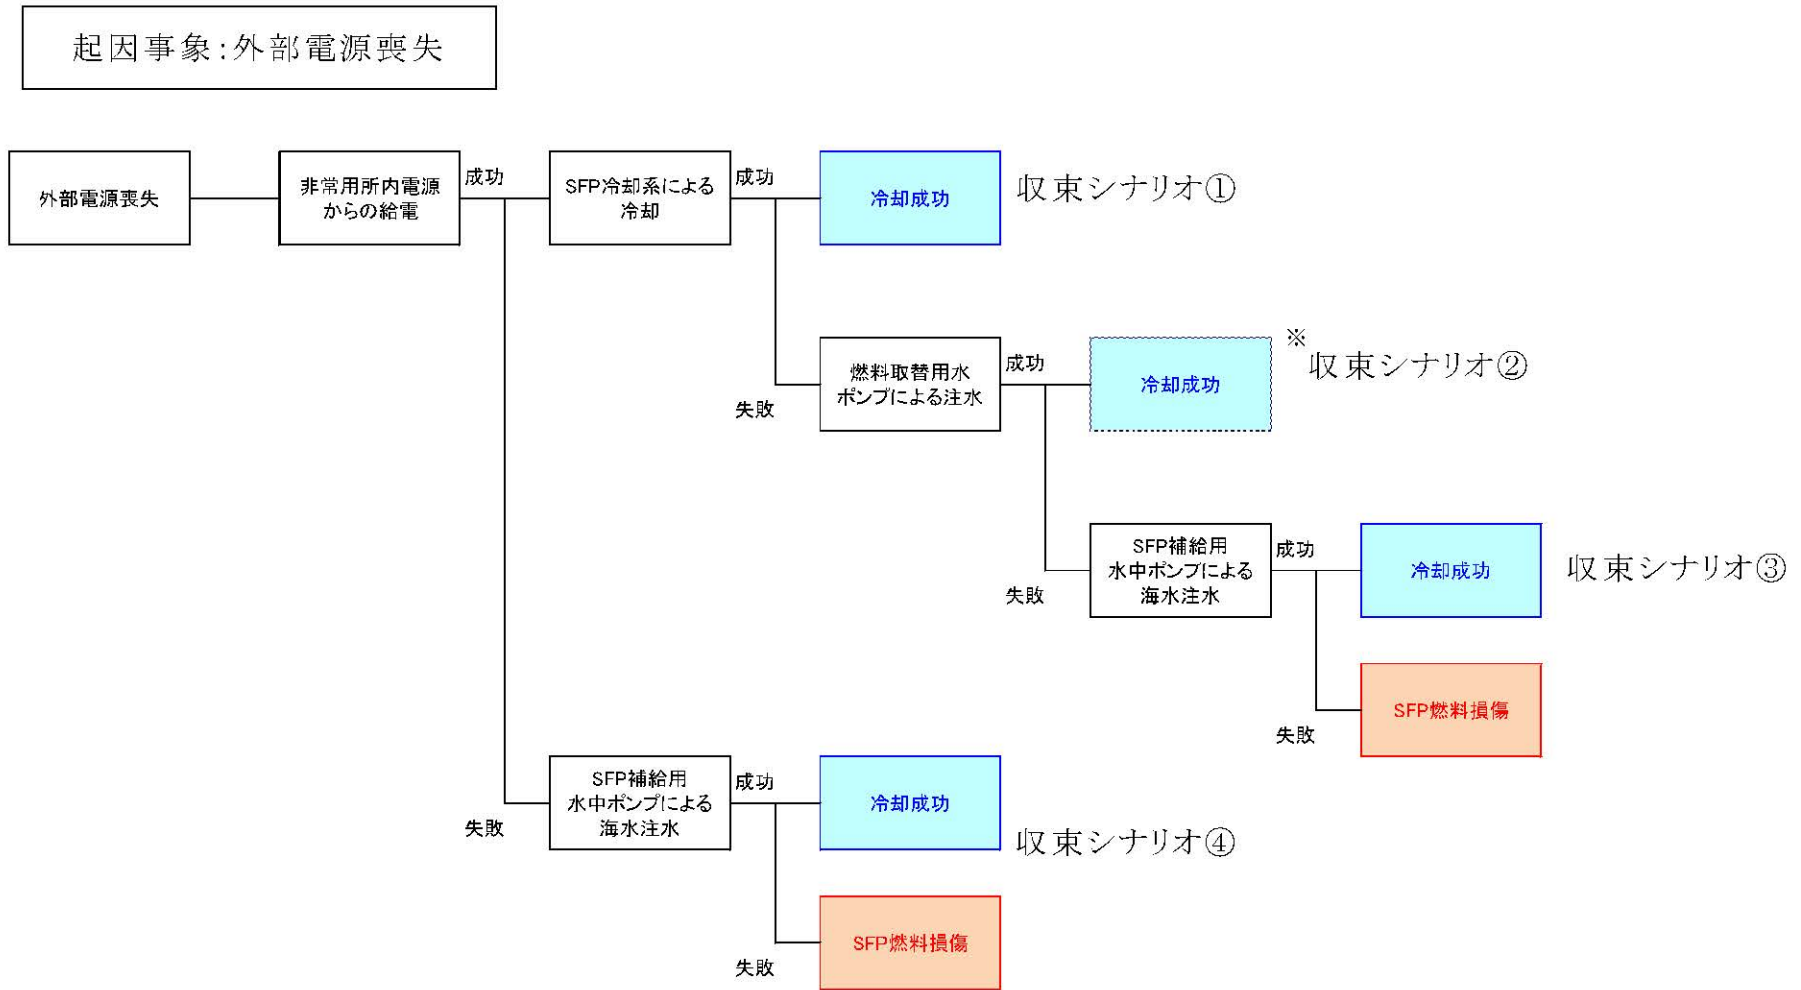 起因事象:外部電源喪失
外部電源喪失
非常用所内電源
からの給電
成功
SFP冷却系による
冷却
成功
冷却成功
収束シナリオ①
失敗
燃料取替用水
ポンプによる注水
成功
冷却成功
※
収束シナリオ②
失敗
SFP補給用
水中ポンプによる
海水注水
成功
冷却成功
収束シナリオ③
失敗
SFP燃料損傷
失敗
SFP補給用
水中ポンプによる
海水注水
成功
冷却成功
収束シナリオ④
失敗
SFP燃料損傷